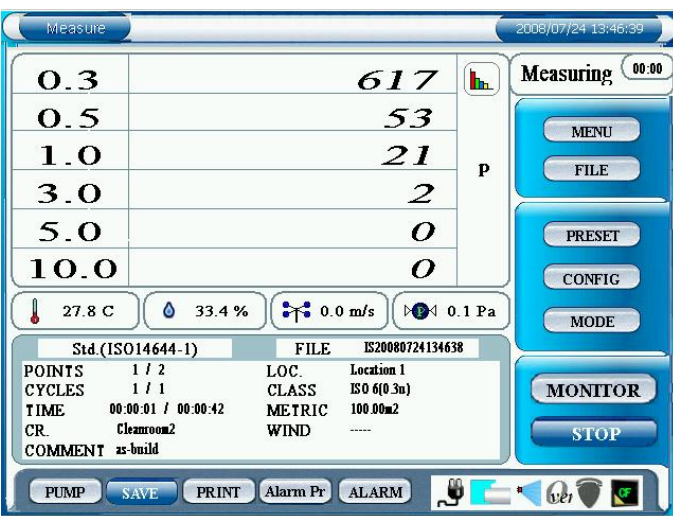 Measure 2008/07/24 13:46:39
0.3 617
0.5 53
1.0 21
3.0 2
5.0 0
10.0 0
P
Measuring 00:00
MENU
FILE
PRESET
CONFIG
MODE
27.8 C 33.4 % 0.0 m/s P 0.1 Pa
Std.(ISO14644-1) FILE IS20080724134638
POINTS 1 / 2 LOC. Location 1
CYCLES 1 / 1 CLASS ISO 6(0.3u)
TIME 00:00:01 / 00:00:42 METRIC 100.00m2
CR. Cleanroom2 WIND -----
COMMENT as-build
MONITOR
STOP
PUMP SAVE PRINT Alarm Pr ALARM Over CF